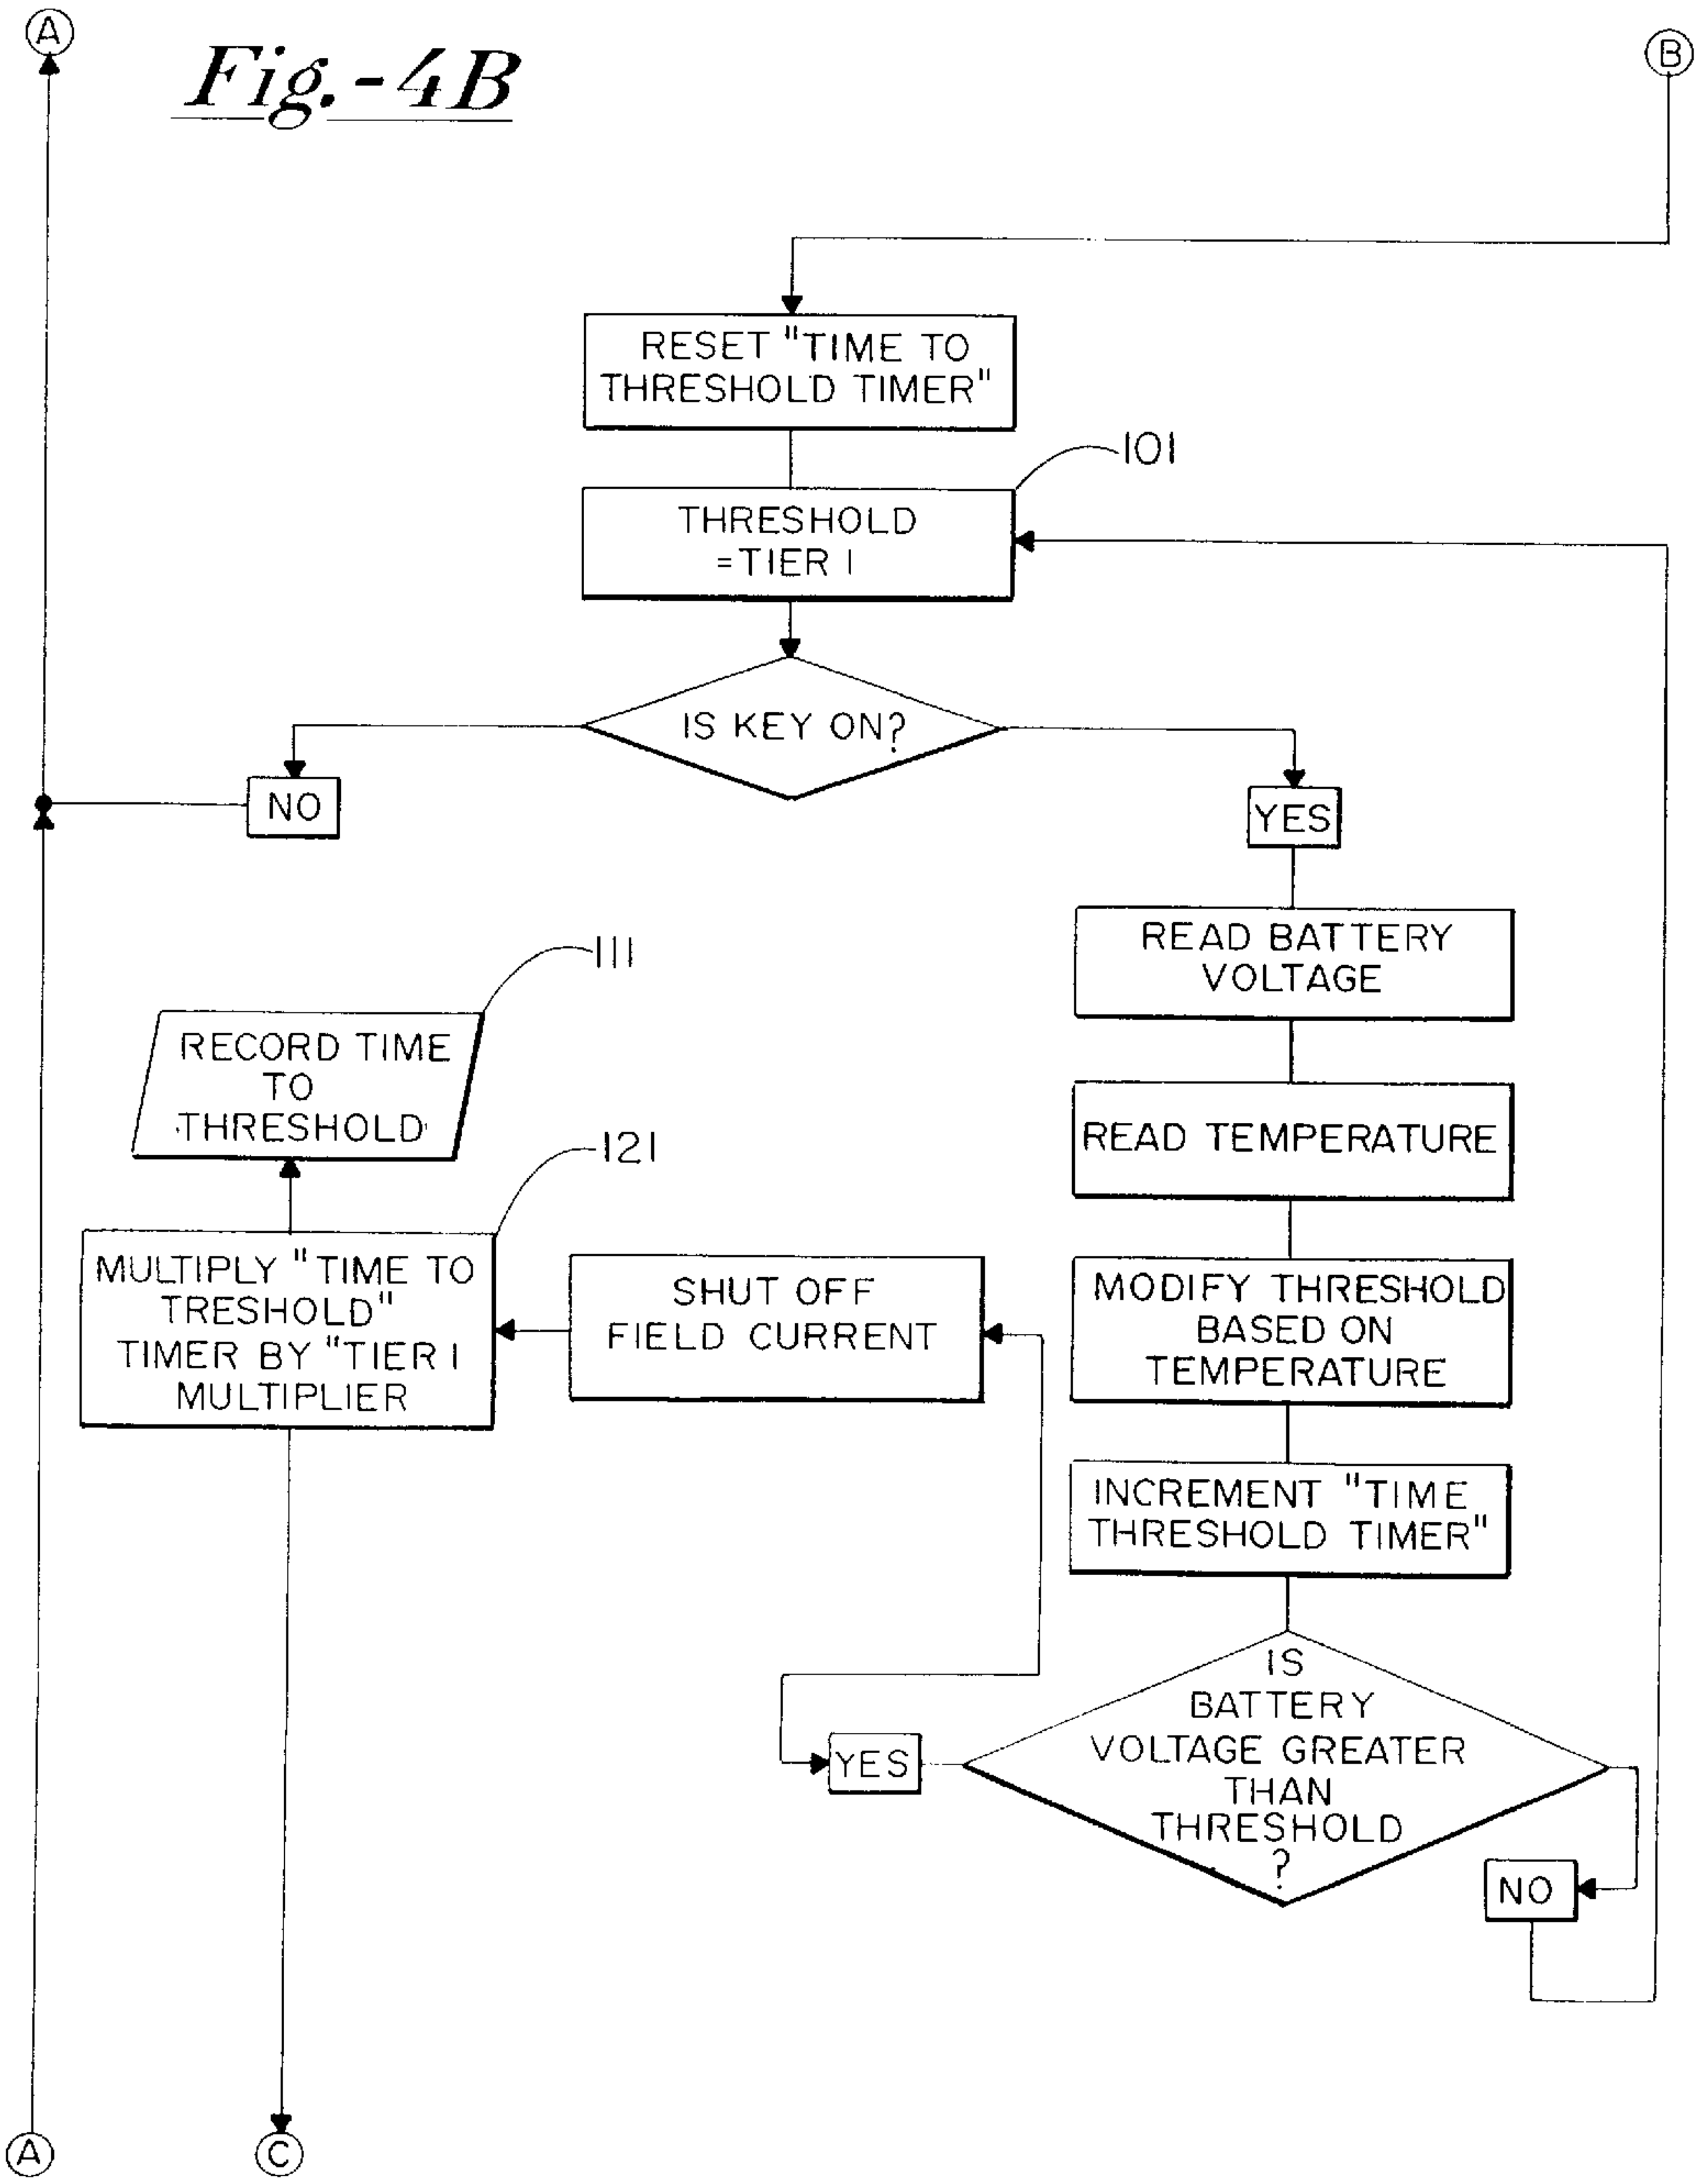 A
Fig.-4B
B
RESET "TIME TO
THRESHOLD TIMER"
101
THRESHOLD
=TIER 1
IS KEY ON?
NO
YES
READ BATTERY
VOLTAGE
111
RECORD TIME
TO
THRESHOLD
READ TEMPERATURE
121
MULTIPLY "TIME TO
TRESHOLD"
TIMER BY "TIER 1
MULTIPLIER
SHUT OFF
FIELD CURRENT
MODIFY THRESHOLD
BASED ON
TEMPERATURE
INCREMENT "TIME
THRESHOLD TIMER"
IS
BATTERY
VOLTAGE GREATER
THAN
THRESHOLD
?
YES
NO
A
C